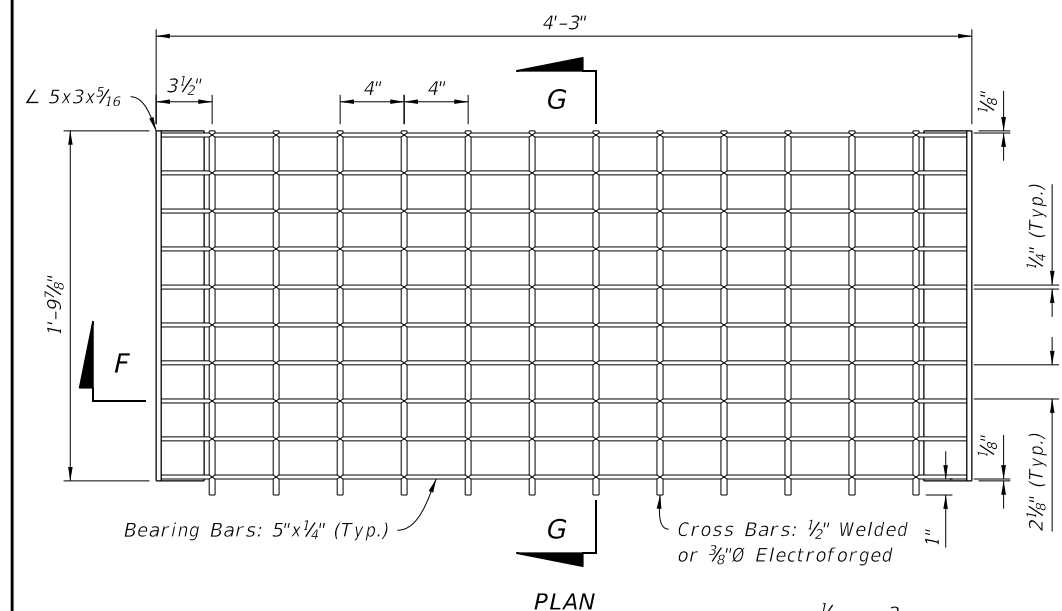 4'-3"
∠ 5x3x5/16
3½"
4"
4"
G
⅛"
¼" (Typ.)
1'-9⅞"
F
⅛"
2⅛" (Typ.)
1"
Bearing Bars: 5"x¼" (Typ.)
G
Cross Bars: ½" Welded
or ⅜"Ø Electroforged
PLAN